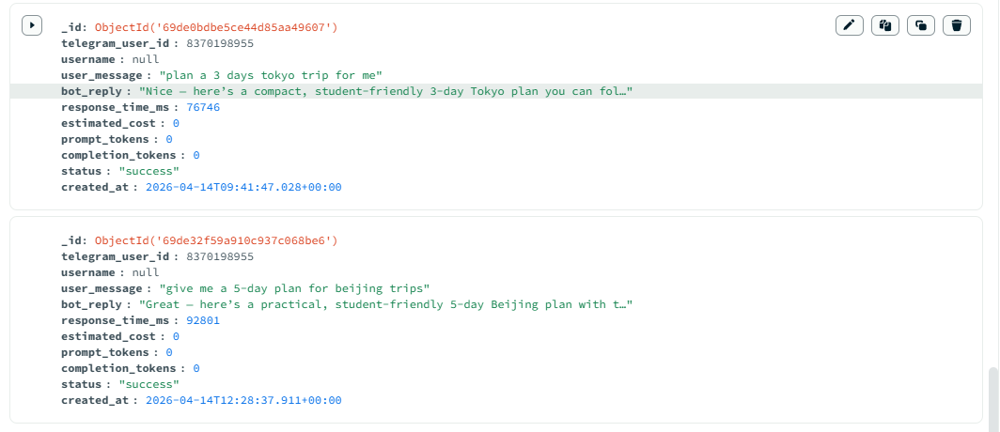 _id: ObjectId('69de0bdbe5ce44d85aa49607')
telegram_user_id : 8370198955
username : null
user_message : "plan a 3 days tokyo trip for me"
bot_reply : "Nice — here’s a compact, student-friendly 3-day Tokyo plan you can fol…"
response_time_ms : 76746
estimated_cost : 0
prompt_tokens : 0
completion_tokens : 0
status : "success"
created_at : 2026-04-14T09:41:47.028+00:00
_id: ObjectId('69de32f59a910c937c068be6')
telegram_user_id : 8370198955
username : null
user_message : "give me a 5-day plan for beijing trips"
bot_reply : "Great — here’s a practical, student-friendly 5-day Beijing plan with t…"
response_time_ms : 92801
estimated_cost : 0
prompt_tokens : 0
completion_tokens : 0
status : "success"
created_at : 2026-04-14T12:28:37.911+00:00